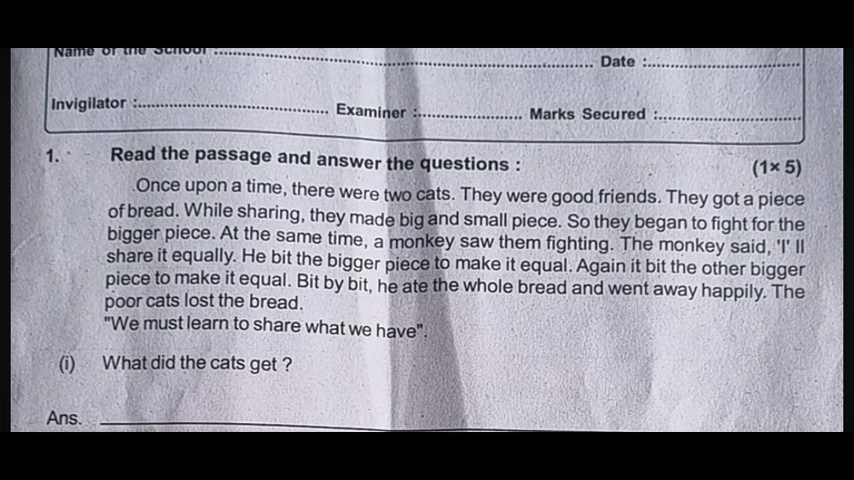 Name of the School ........................................ Date :........................
Invigilator :........................... Examiner :................. Marks Secured :........................
1. Read the passage and answer the questions : (1× 5)
Once upon a time, there were two cats. They were good friends. They got a piece
of bread. While sharing, they made big and small piece. So they began to fight for the
bigger piece. At the same time, a monkey saw them fighting. The monkey said, 'I' ll
share it equally. He bit the bigger piece to make it equal. Again it bit the other bigger
piece to make it equal. Bit by bit, he ate the whole bread and went away happily. The
poor cats lost the bread.
"We must learn to share what we have".
(i) What did the cats get ?
Ans. ____________________